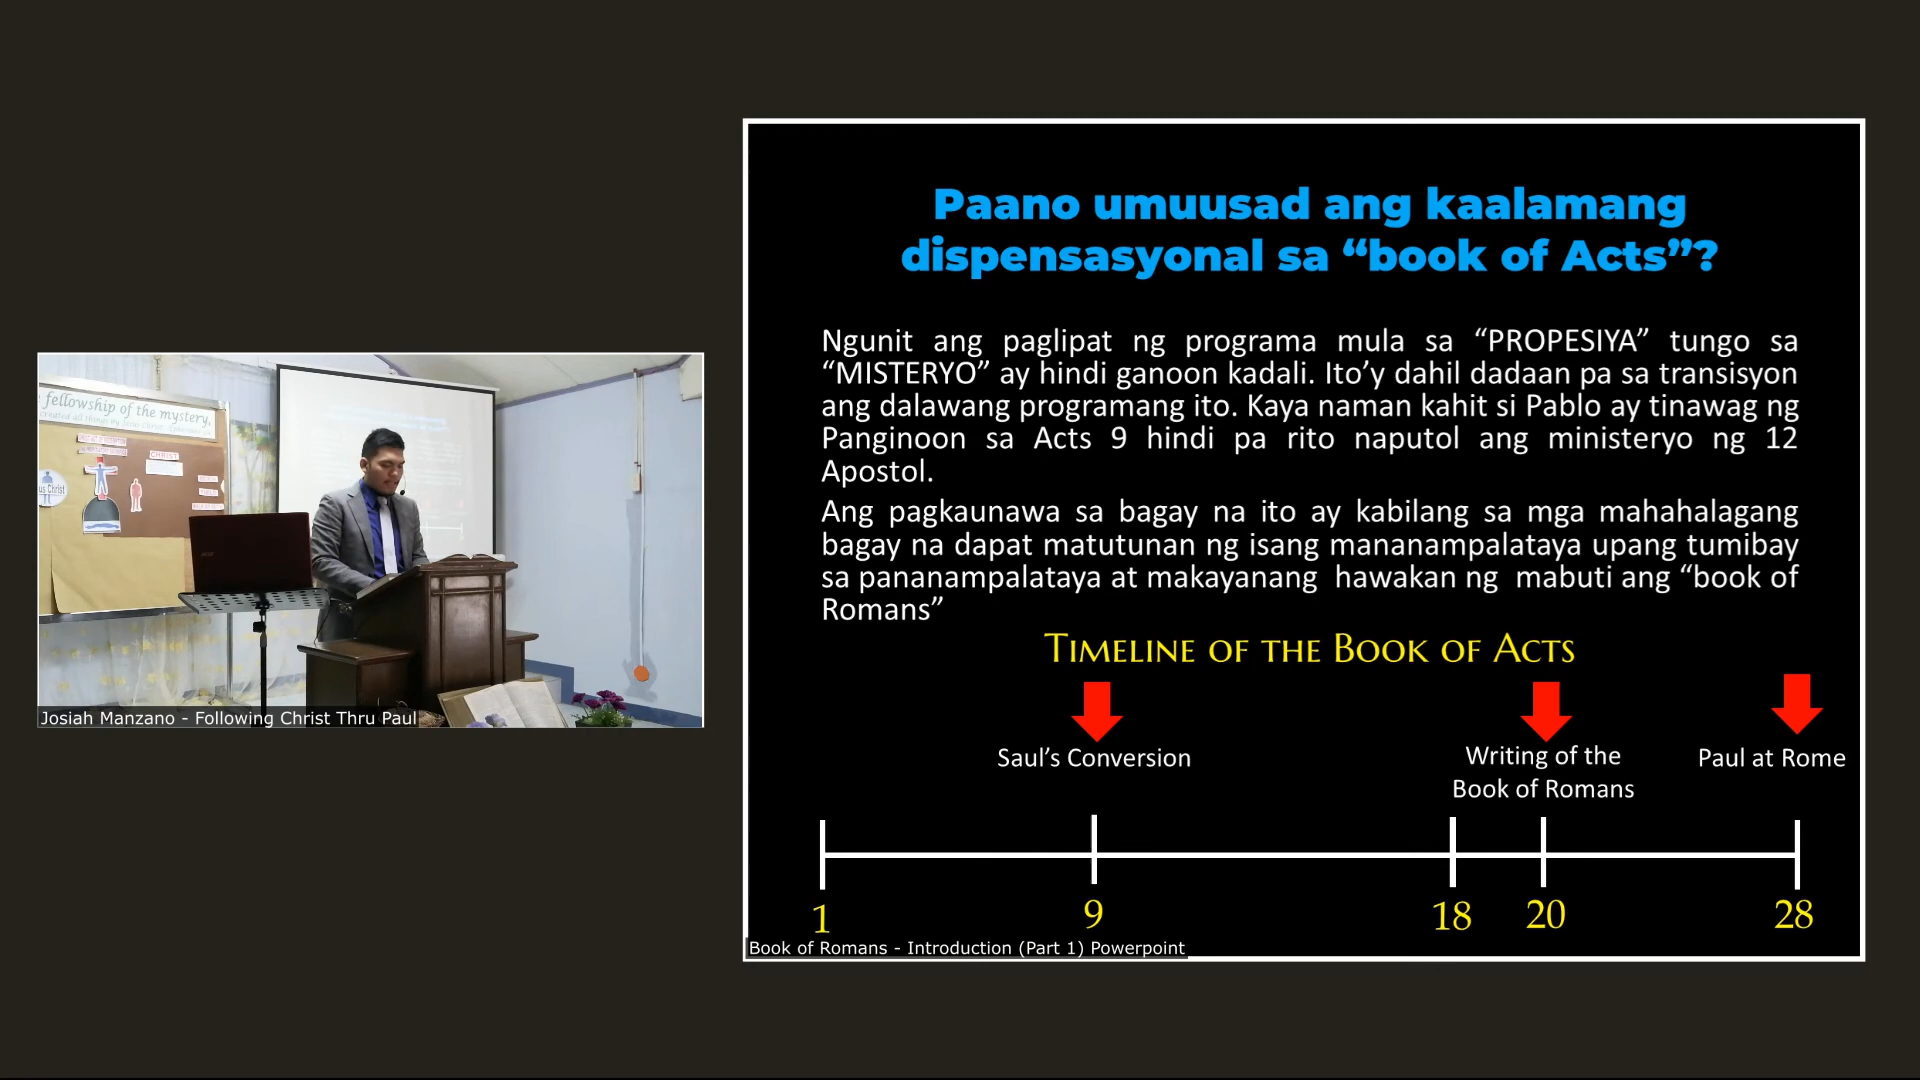 fellowship of the mystery,
CHRIST
us Christ
Josiah Manzano - Following Christ Thru Paul
Paano umuusad ang kaalamang
dispensasyonal sa “book of Acts”?
Ngunit ang paglipat ng programa mula sa “PROPESIYA” tungo sa
“MISTERYO” ay hindi ganoon kadali. Ito’y dahil dadaan pa sa transisyon
ang dalawang programang ito. Kaya naman kahit si Pablo ay tinawag ng
Panginoon sa Acts 9 hindi pa rito naputol ang ministeryo ng 12
Apostol.
Ang pagkaunawa sa bagay na ito ay kabilang sa mga mahahalagang
bagay na dapat matutunan ng isang mananampalataya upang tumibay
sa pananampalataya at makayanang hawakan ng mabuti ang “book of
Romans”
Timeline of the Book of Acts
Saul’s Conversion
Writing of the
Book of Romans
Paul at Rome
1 9 18 20 28
Book of Romans - Introduction (Part 1) Powerpoint